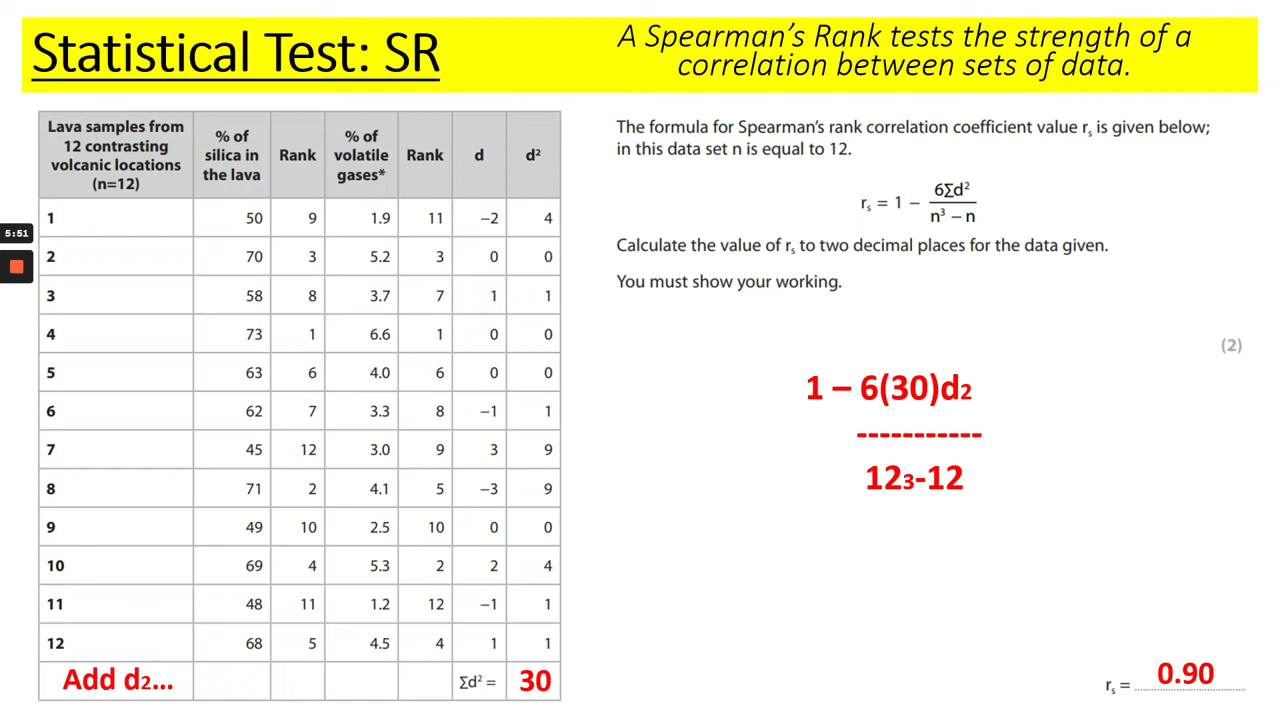 Statistical Test: SR
A Spearman’s Rank tests the strength of a
correlation between sets of data.
Lava samples from
12 contrasting
volcanic locations
(n=12)
% of
silica in
the lava
Rank
% of
volatile
gases*
Rank
d
d²
1 50 9 1.9 11 −2 4
2 70 3 5.2 3 0 0
3 58 8 3.7 7 1 1
4 73 1 6.6 1 0 0
5 63 6 4.0 6 0 0
6 62 7 3.3 8 −1 1
7 45 12 3.0 9 3 9
8 71 2 4.1 5 −3 9
9 49 10 2.5 10 0 0
10 69 4 5.3 2 2 4
11 48 11 1.2 12 −1 1
12 68 5 4.5 4 1 1
Add d2... ∑d² = 30
5:51
The formula for Spearman’s rank correlation coefficient value rₛ is given below;
in this data set n is equal to 12.
rₛ = 1 −
6∑d²
n³ − n
Calculate the value of rₛ to two decimal places for the data given.
You must show your working.
(2)
1 – 6(30)d2
-----------
123-12
rₛ = 0.90